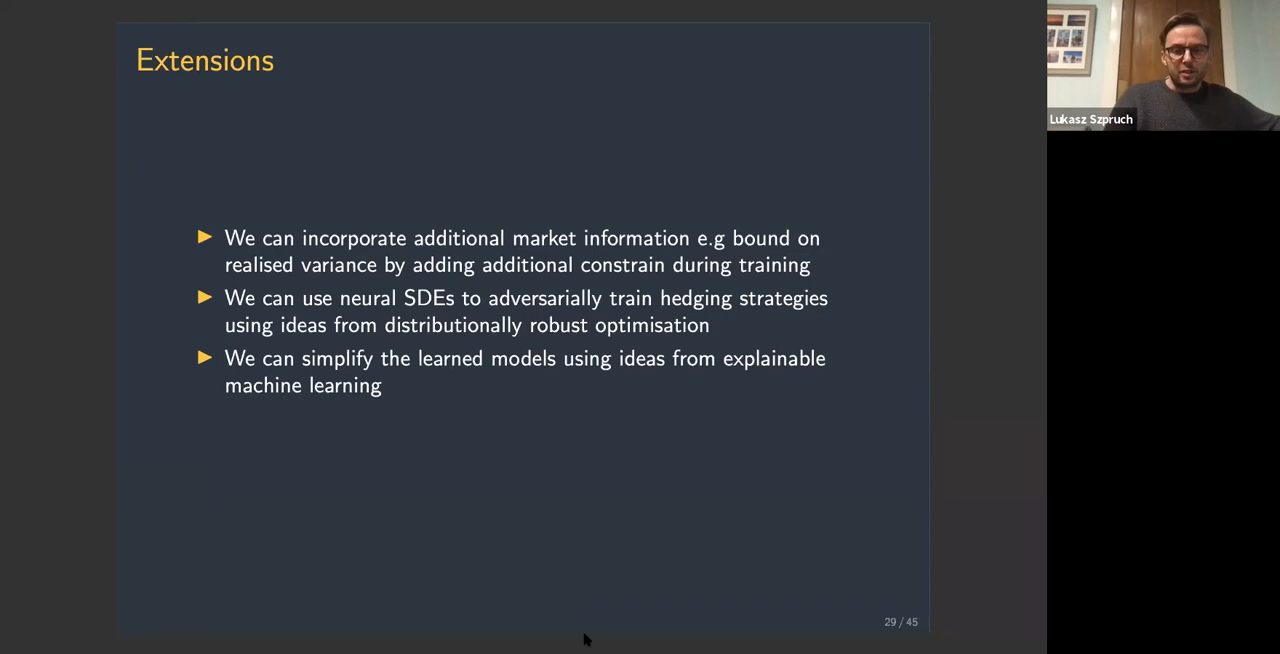 Extensions
▶ We can incorporate additional market information e.g bound on
realised variance by adding additional constrain during training
▶ We can use neural SDEs to adversarially train hedging strategies
using ideas from distributionally robust optimisation
▶ We can simplify the learned models using ideas from explainable
machine learning
29 / 45
Lukasz Szpruch